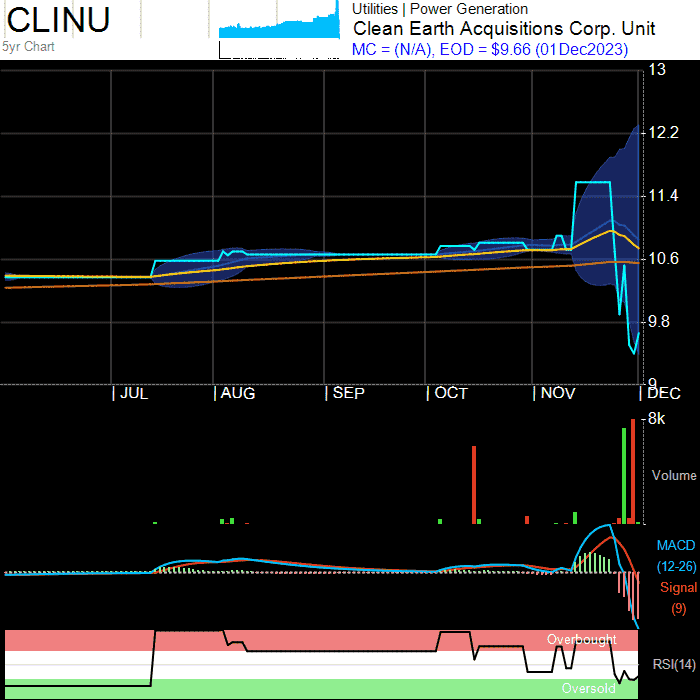 CLINU
5yr Chart
Utilities | Power Generation
Clean Earth Acquisitions Corp. Unit
MC = (N/A), EOD = $9.66 (01Dec2023)
13
12.2
11.4
10.6
9.8
9
JUL AUG SEP OCT NOV DEC
8k
Volume
MACD
(12-26)
Signal
(9)
Overbought
RSI(14)
Oversold